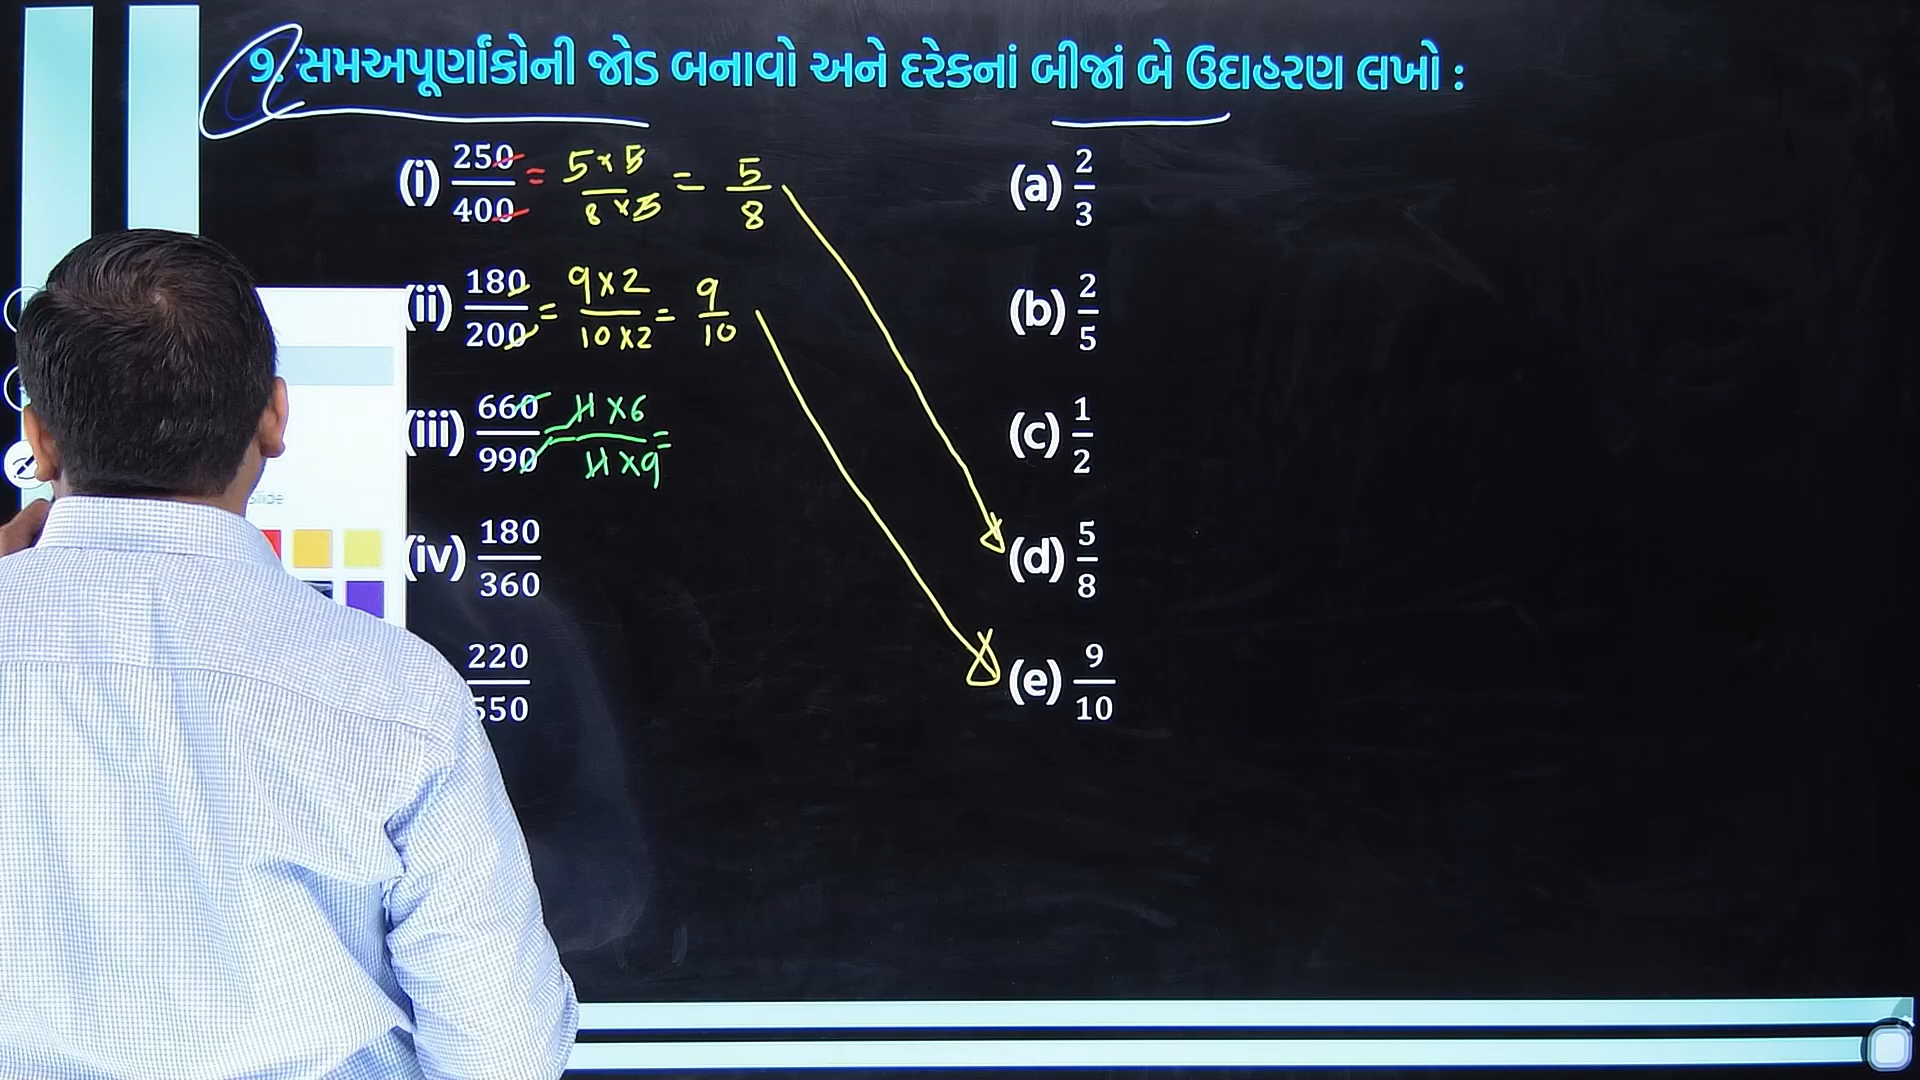 9. સમઅપૂર્ણાંકોની જોડ બનાવો અને દરેકનાં બીજાં બે ઉદાહરણ લખો :
(i) 250/400 = 5×5/8×5 = 5/8 (a) 2/3
(ii) 180/200 = 9×2/10×2 = 9/10 (b) 2/5
(iii) 660/990 = 11×6/11×9 = (c) 1/2
Slide
(iv) 180/360 (d) 5/8
220/550 (e) 9/10